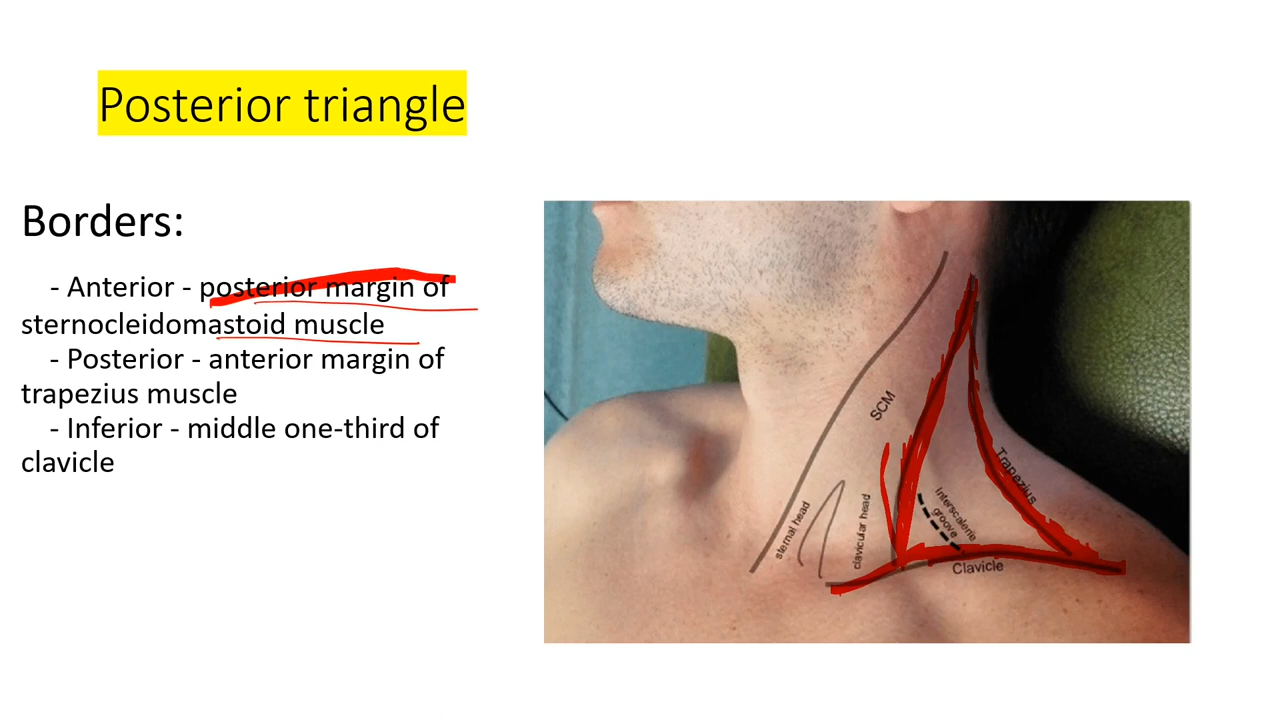 Posterior triangle
Borders:
- Anterior - posterior margin of
sternocleidomastoid muscle
- Posterior - anterior margin of
trapezius muscle
- Inferior - middle one-third of
clavicle
SCM
Trapezius
Interscalene
groove
sternal head
clavicular head
Clavicle